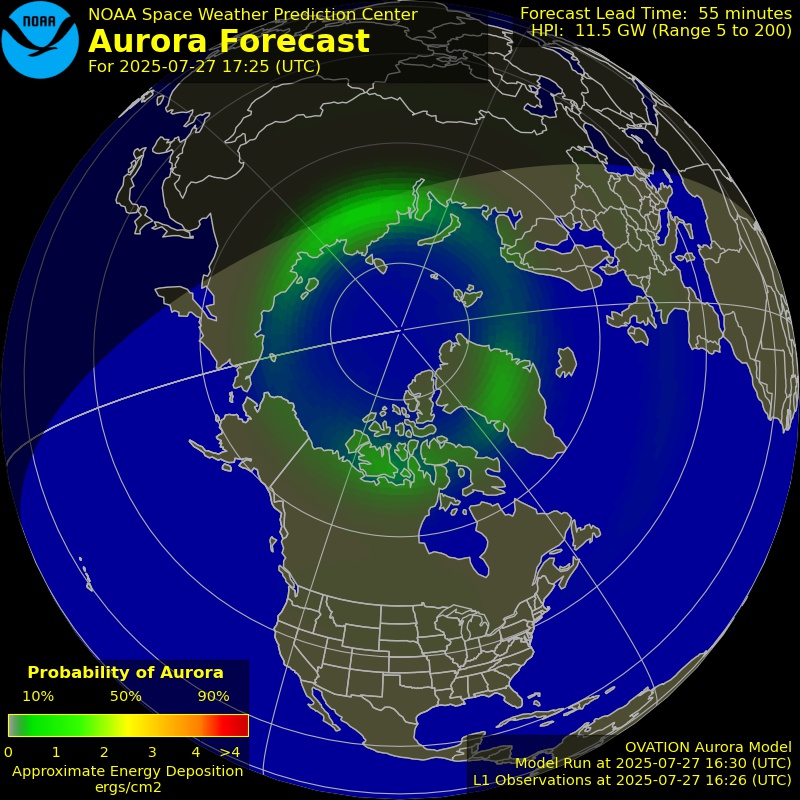 NOAA
NOAA Space Weather Prediction Center
Aurora Forecast
For 2025-07-27 17:25 (UTC)
Forecast Lead Time: 55 minutes
HPI: 11.5 GW (Range 5 to 200)
Probability of Aurora
10% 50% 90%
0 1 2 3 4 >4
Approximate Energy Deposition
ergs/cm2
OVATION Aurora Model
Model Run at 2025-07-27 16:30 (UTC)
L1 Observations at 2025-07-27 16:26 (UTC)